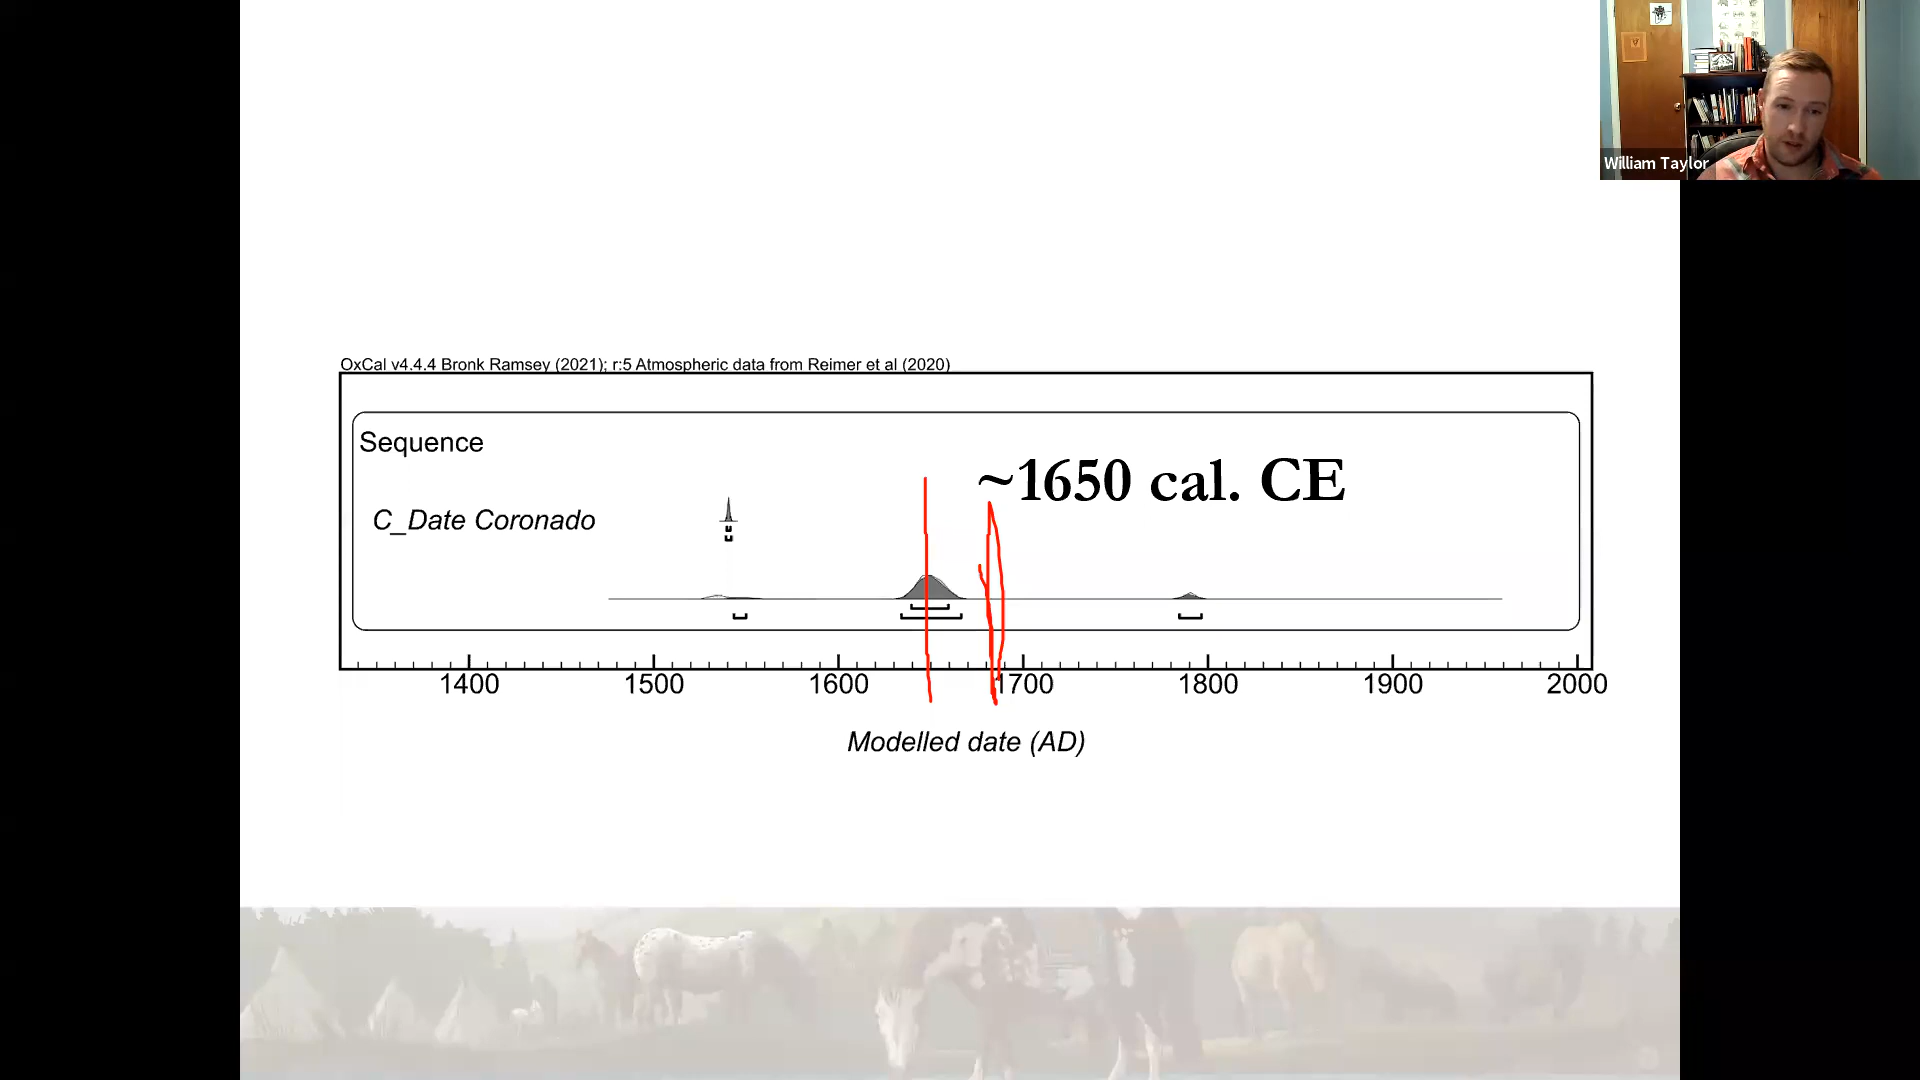 William Taylor
OxCal v4.4.4 Bronk Ramsey (2021); r:5 Atmospheric data from Reimer et al (2020)
Sequence
~1650 cal. CE
C_Date Coronado
1400 1500 1600 1700 1800 1900 2000
Modelled date (AD)